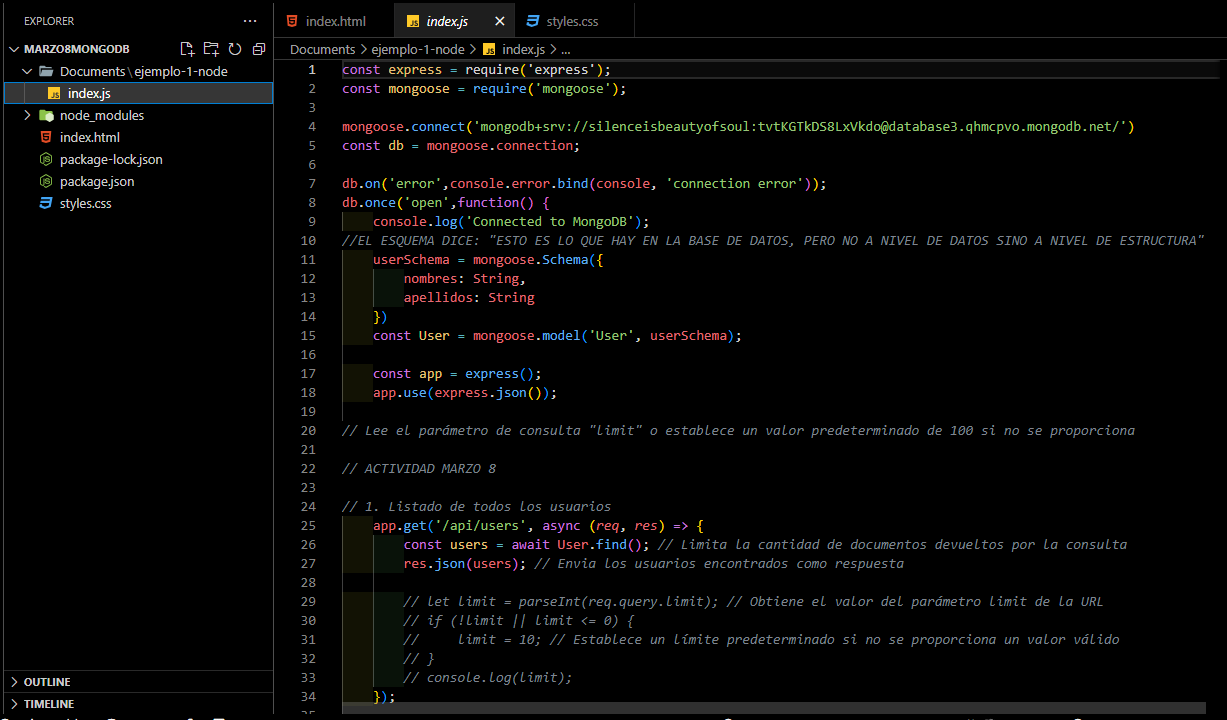 EXPLORER
index.html
index.js
styles.css
MARZO8MONGODB
Documents > ejemplo-1-node > index.js > ...
Documents \ ejemplo-1-node
index.js
node_modules
index.html
package-lock.json
package.json
styles.css
OUTLINE
TIMELINE
1 const express = require('express');
2 const mongoose = require('mongoose');
3
4 mongoose.connect('mongodb+srv://silenceisbeautyofsoul:tvtKGTkDS8LxVkdo@database3.qhmcpvo.mongodb.net/')
5 const db = mongoose.connection;
6
7 db.on('error',console.error.bind(console, 'connection error'));
8 db.once('open',function() {
9 console.log('Connected to MongoDB');
10 //EL ESQUEMA DICE: "ESTO ES LO QUE HAY EN LA BASE DE DATOS, PERO NO A NIVEL DE DATOS SINO A NIVEL DE ESTRUCTURA"
11 userSchema = mongoose.Schema({
12 nombres: String,
13 apellidos: String
14 })
15 const User = mongoose.model('User', userSchema);
16
17 const app = express();
18 app.use(express.json());
19
20 // Lee el parámetro de consulta "limit" o establece un valor predeterminado de 100 si no se proporciona
21
22 // ACTIVIDAD MARZO 8
23
24 // 1. Listado de todos los usuarios
25 app.get('/api/users', async (req, res) => {
26 const users = await User.find(); // Limita la cantidad de documentos devueltos por la consulta
27 res.json(users); // Envia los usuarios encontrados como respuesta
28
29 // let limit = parseInt(req.query.limit); // Obtiene el valor del parámetro limit de la URL
30 // if (!limit || limit <= 0) {
31 //     limit = 10; // Establece un límite predeterminado si no se proporciona un valor válido
32 // }
33 // console.log(limit);
34 });